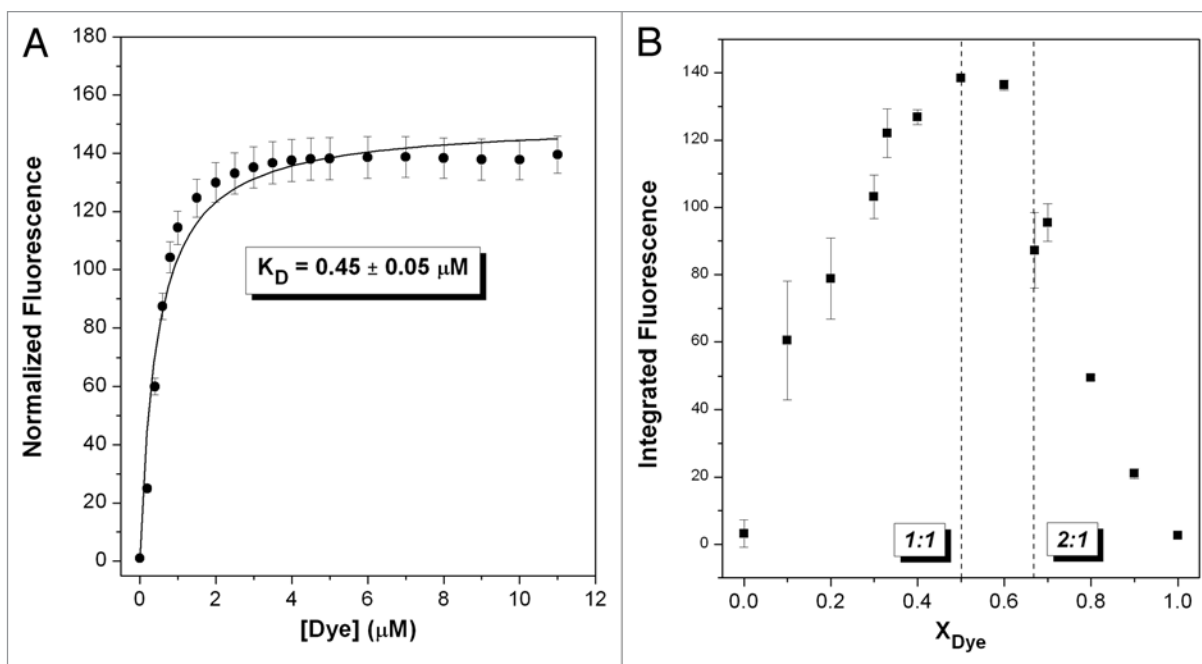 A
Normalized Fluorescence
180
160
140
120
100
80
60
40
20
0
K_D = 0.45 ± 0.05 μM
0 2 4 6 8 10 12
[Dye] (μM)
B
Integrated Fluorescence
140
120
100
80
60
40
20
0
1:1
2:1
0.0 0.2 0.4 0.6 0.8 1.0
X_Dye